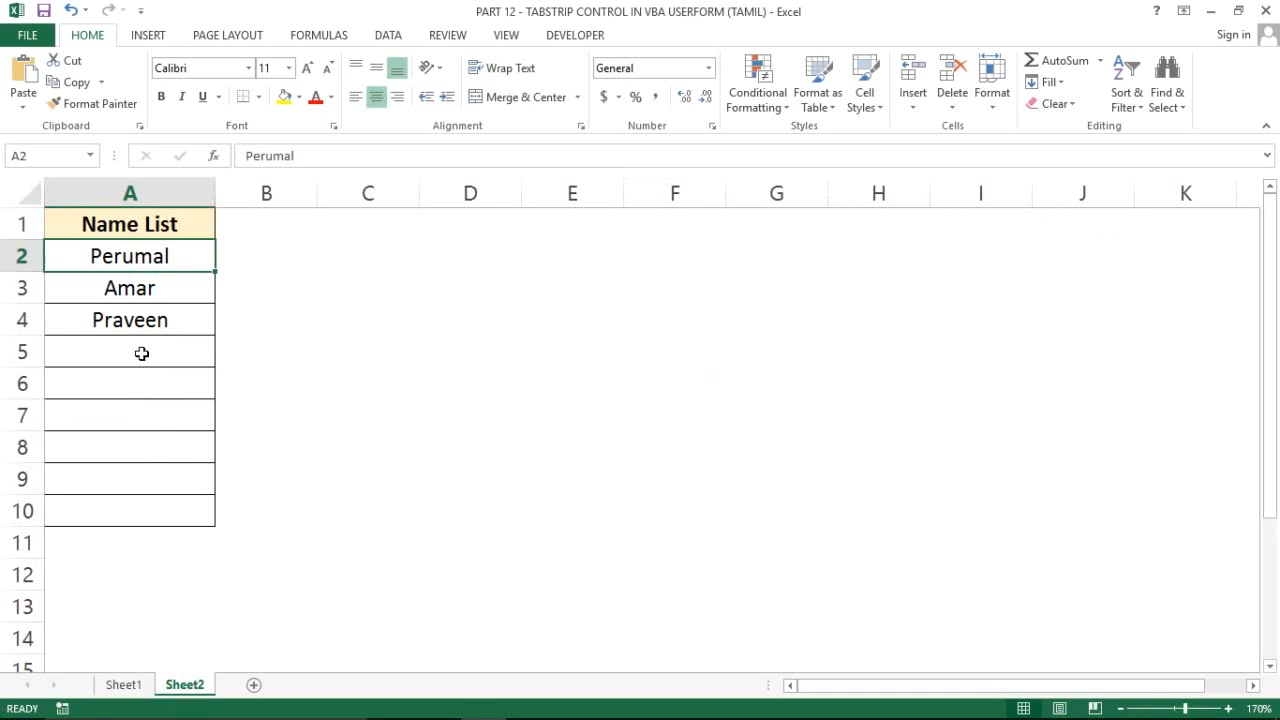 PART 12 - TABSTRIP CONTROL IN VBA USERFORM (TAMIL) - Excel
FILE HOME INSERT PAGE LAYOUT FORMULAS DATA REVIEW VIEW DEVELOPER Sign in
Paste
Cut
Copy
Format Painter
Clipboard
Calibri 11
B I U
Font
Wrap Text
Merge & Center
Alignment
General
$ % ,
Number
Conditional
Formatting
Format as
Table
Cell
Styles
Styles
Insert
Delete
Format
Cells
AutoSum
Fill
Clear
Sort &
Filter
Find &
Select
Editing
A2 fx Perumal
A B C D E F G H I J K
1 Name List
2 Perumal
3 Amar
4 Praveen
5
6
7
8
9
10
11
12
13
14
15
Sheet1 Sheet2
READY 170%